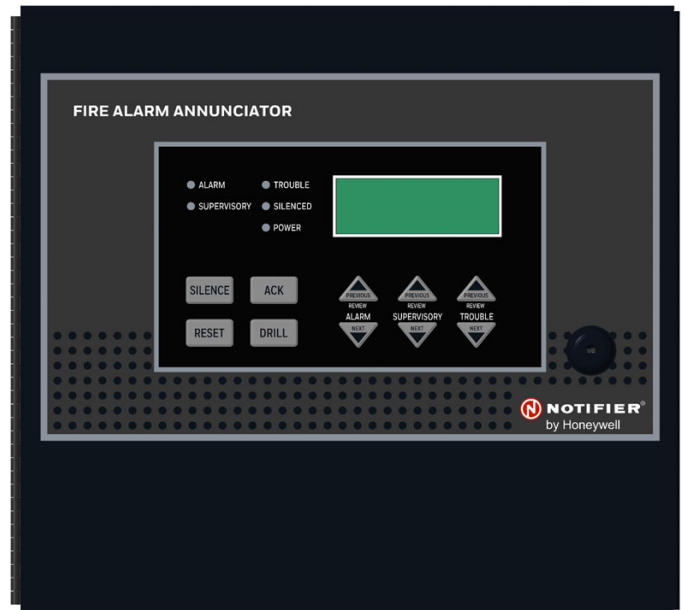 FIRE ALARM ANNUNCIATOR
ALARM TROUBLE
SUPERVISORY SILENCED
POWER
SILENCE ACK
RESET DRILL
PREVIOUS PREVIOUS PREVIOUS
REVIEW REVIEW REVIEW
ALARM SUPERVISORY TROUBLE
NEXT NEXT NEXT
N NOTIFIER®
by Honeywell